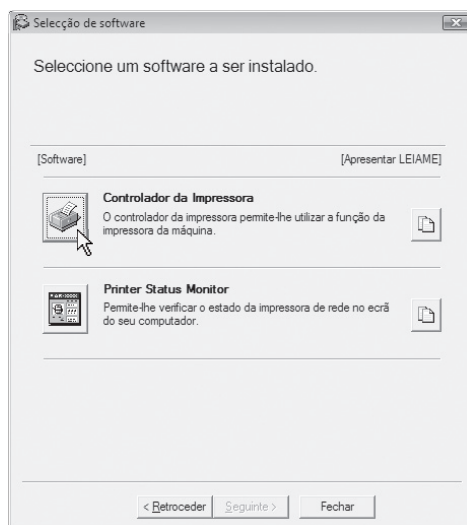 Selecção de software
Seleccione um software a ser instalado.
[Software] [Apresentar LEIAME]
Controlador da Impressora
O controlador da impressora permite-lhe utilizar a função da
impressora da máquina.
Printer Status Monitor
Permite-lhe verificar o estado da impressora de rede no ecrã
do seu computador.
< Retroceder Seguinte > Fechar